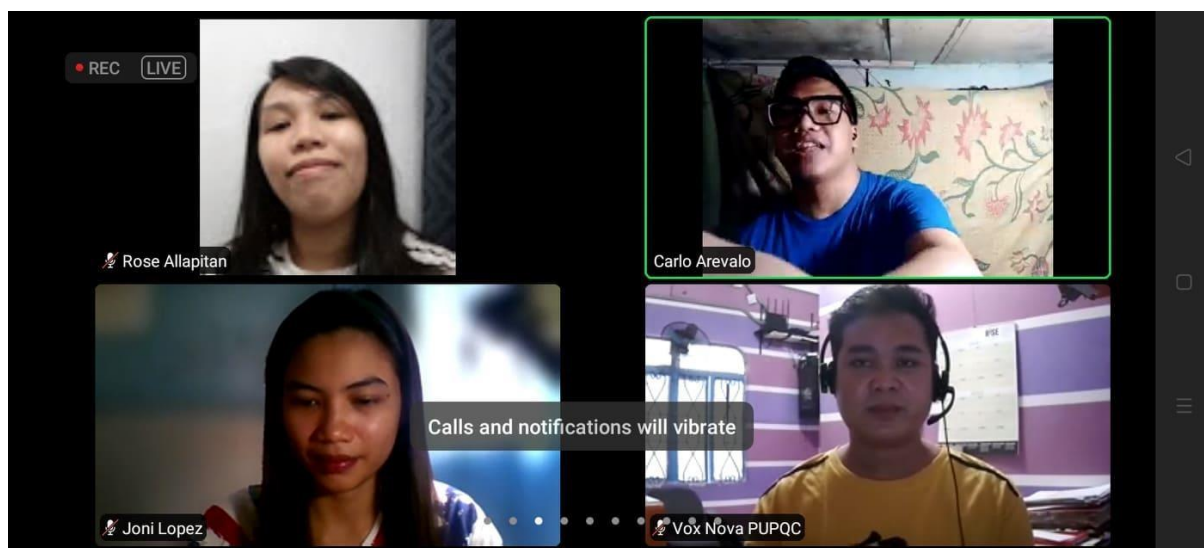 REC LIVE
Rose Allapitan
Carlo Arevalo
Calls and notifications will vibrate
Joni Lopez
Vox Nova PUPQC